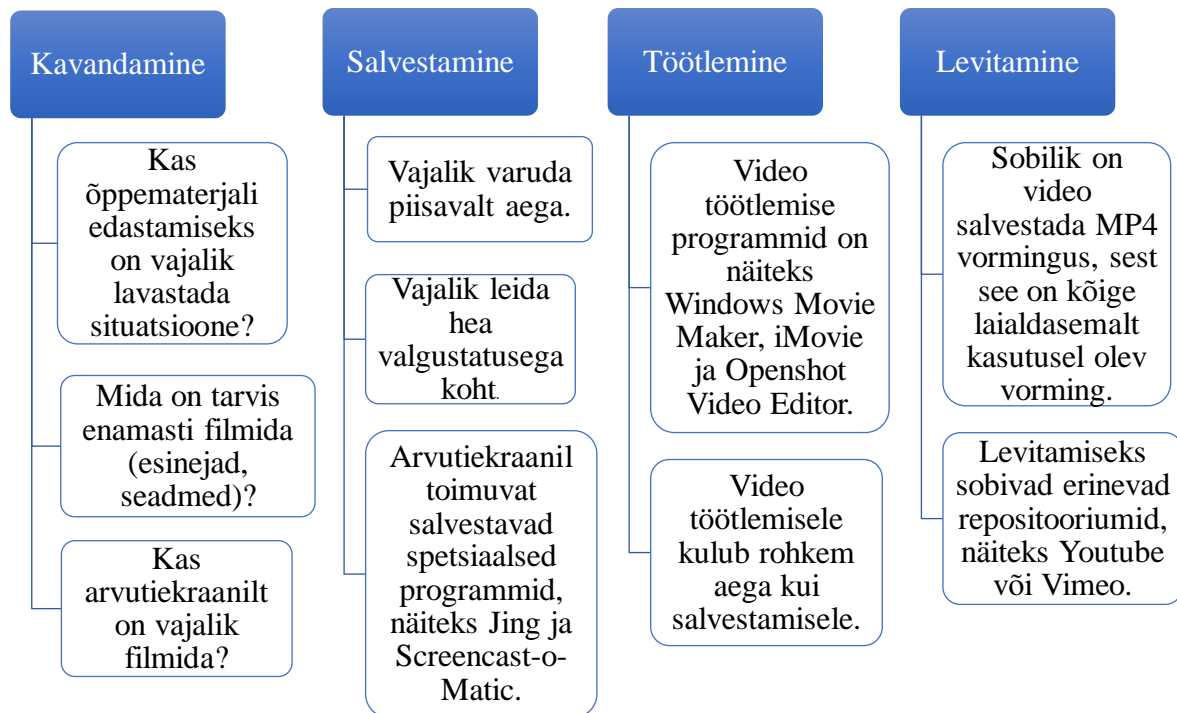 Kavandamine
Kas
õppematerjali
edastamiseks
on vajalik
lavastada
situatsioone?
Mida on tarvis
enamasti filmida
(esinejad,
seadmed)?
Kas
arvutiekraanilt
on vajalik
filmida?
Salvestamine
Vajalik varuda
piisavalt aega.
Vajalik leida
hea
valgustatusega
koht.
Arvutiekraanil
toimuvat
salvestavad
spetsiaalsed
programmid,
näiteks Jing ja
Screencast-o-
Matic.
Töötlemine
Video
töötlemise
programmid on
näiteks
Windows Movie
Maker, iMovie
ja Openshot
Video Editor.
Video
töötlemisele
kulub rohkem
aega kui
salvestamisele.
Levitamine
Sobilik on
video
salvestada MP4
vormingus, sest
see on kõige
laialdasemalt
kasutusel olev
vorming.
Levitamiseks
sobivad erinevad
repositooriumid,
näiteks Youtube
või Vimeo.